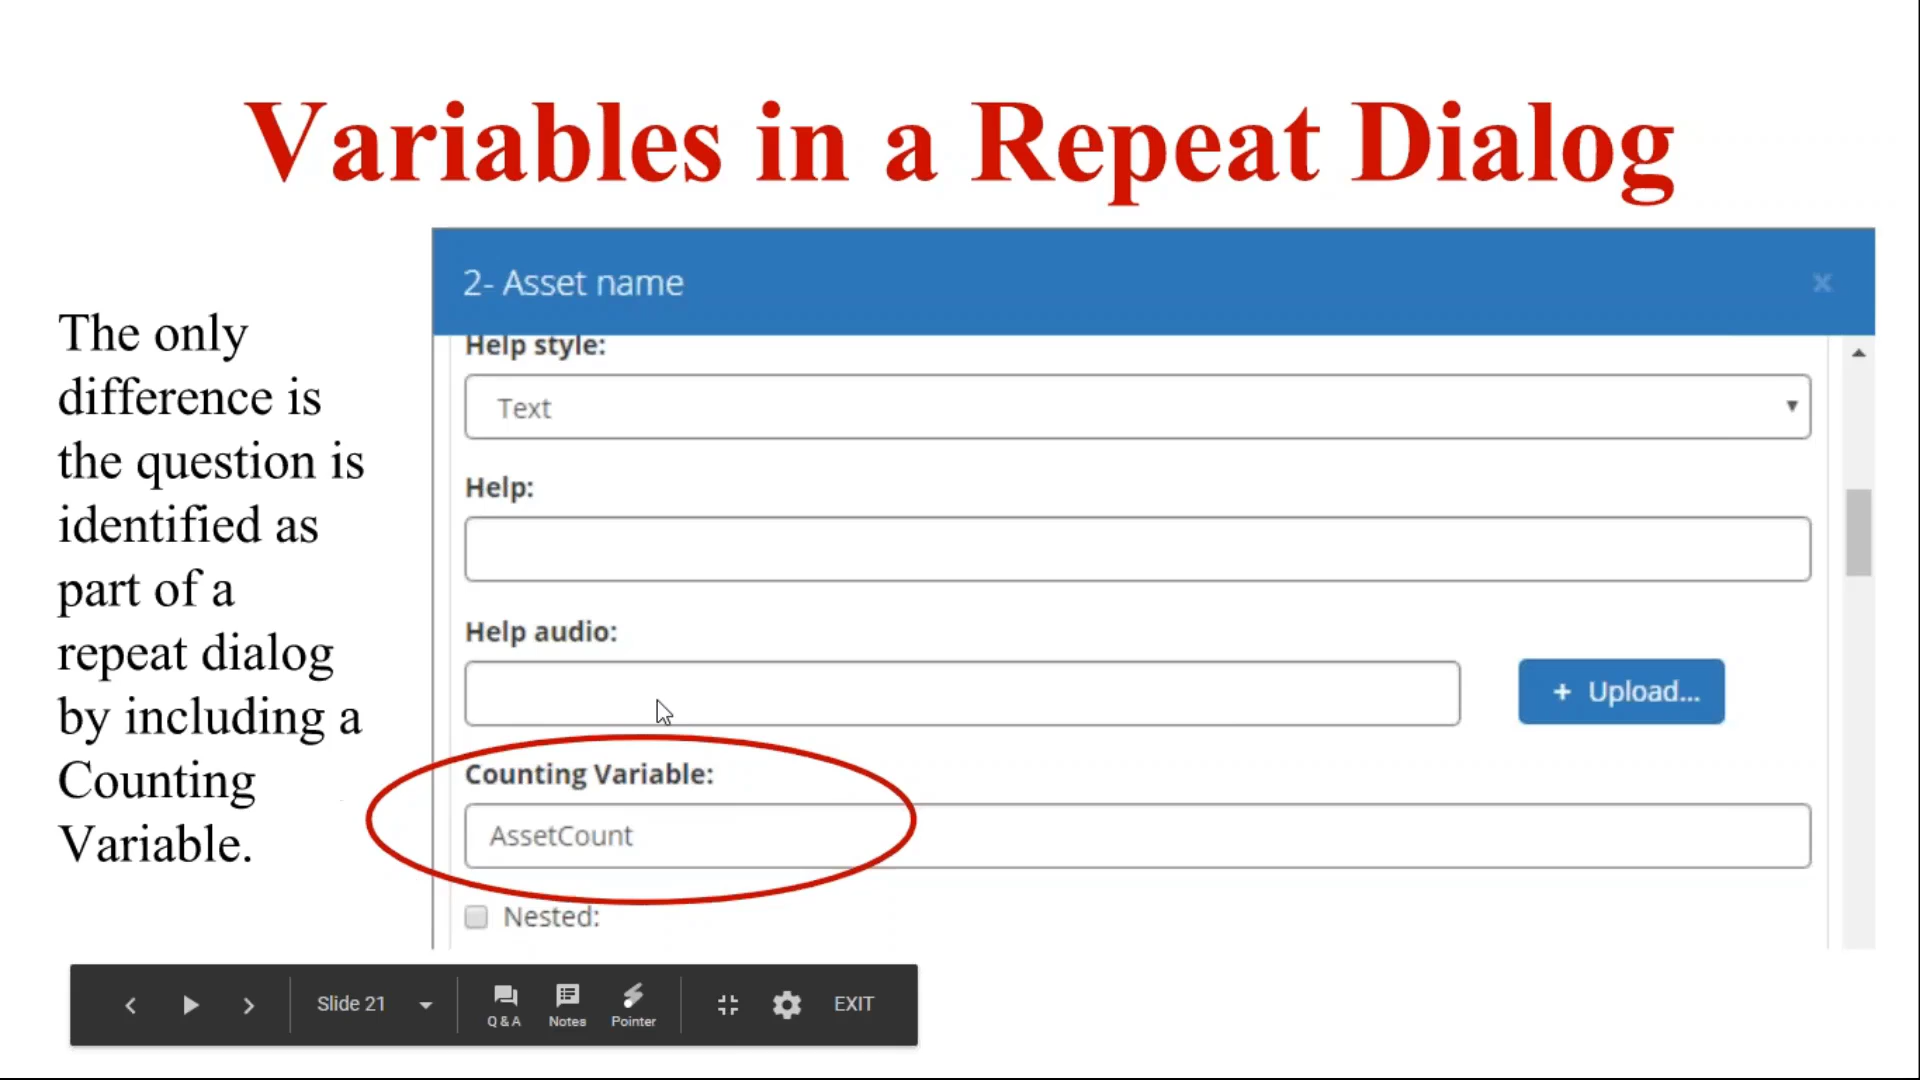 Variables in a Repeat Dialog
The only
difference is
the question is
identified as
part of a
repeat dialog
by including a
Counting
Variable.
2- Asset name
x
Help style:
Text
Help:
Help audio:
+ Upload...
Counting Variable:
AssetCount
Nested:
Slide 21
Q & A
Notes
Pointer
EXIT